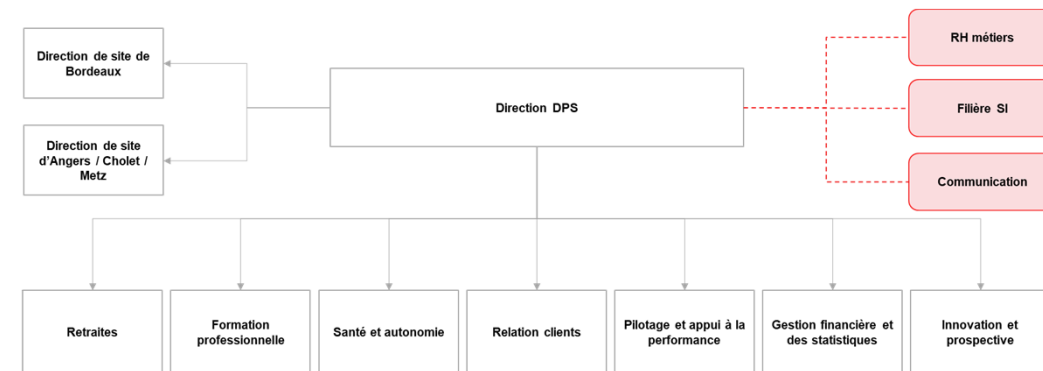 Direction de site de
Bordeaux
Direction de site
d'Angers / Cholet /
Metz
Direction DPS
RH métiers
Filière SI
Communication
Retraites
Formation
professionnelle
Santé et autonomie
Relation clients
Pilotage et appui à la
performance
Gestion financière et
des statistiques
Innovation et
prospective